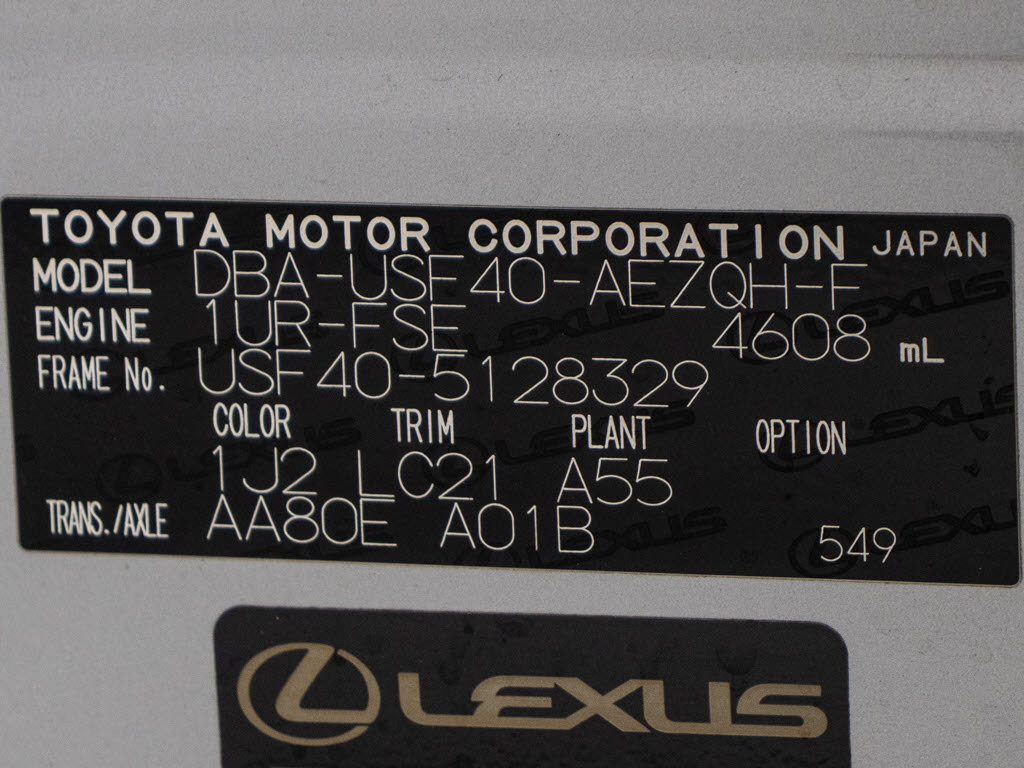 TOYOTA MOTOR CORPORATION JAPAN
MODEL DBA-USF40-AEZQH-F
ENGINE 1UR-FSE 4608 mL
FRAME No. USF40-5128329
COLOR TRIM PLANT OPTION
1J2 LC21 A55
TRANS./AXLE AA80E A01B 549
LEXUS